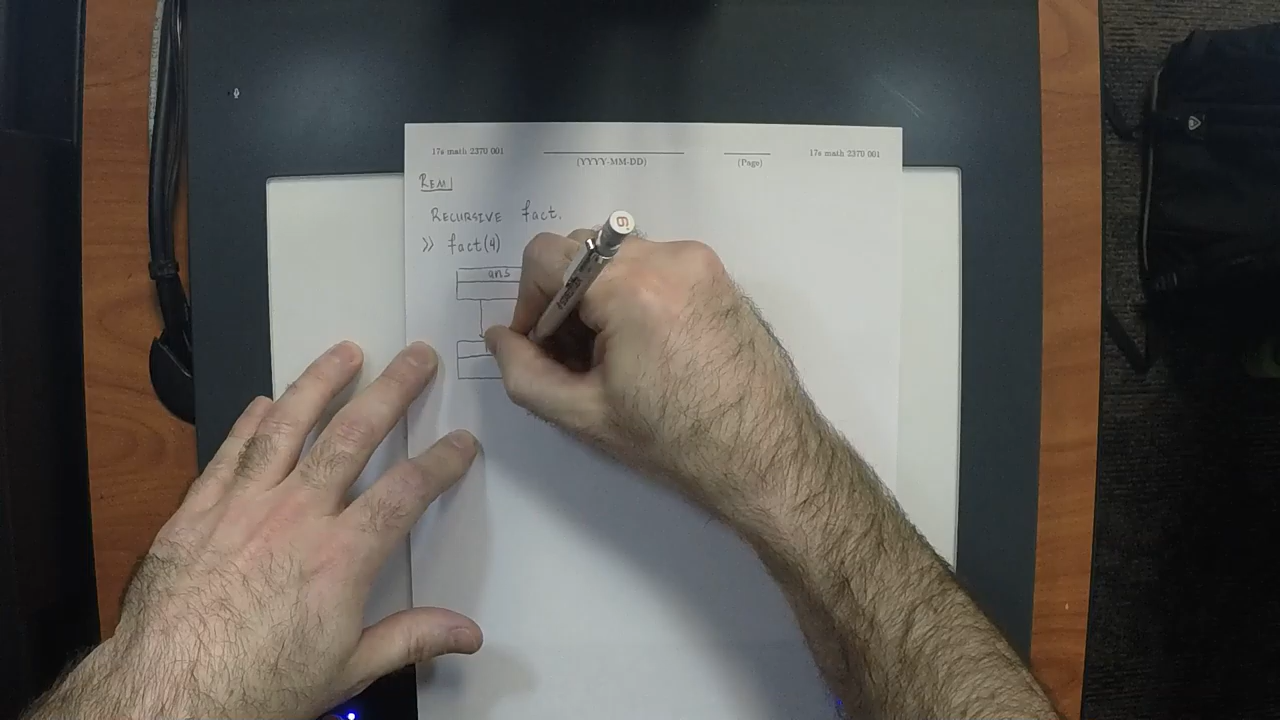 17s math 2370 001 (YYYY-MM-DD) (Page) 17s math 2370 001
REM
RECURSIVE fact.
>> fact(4)
ans